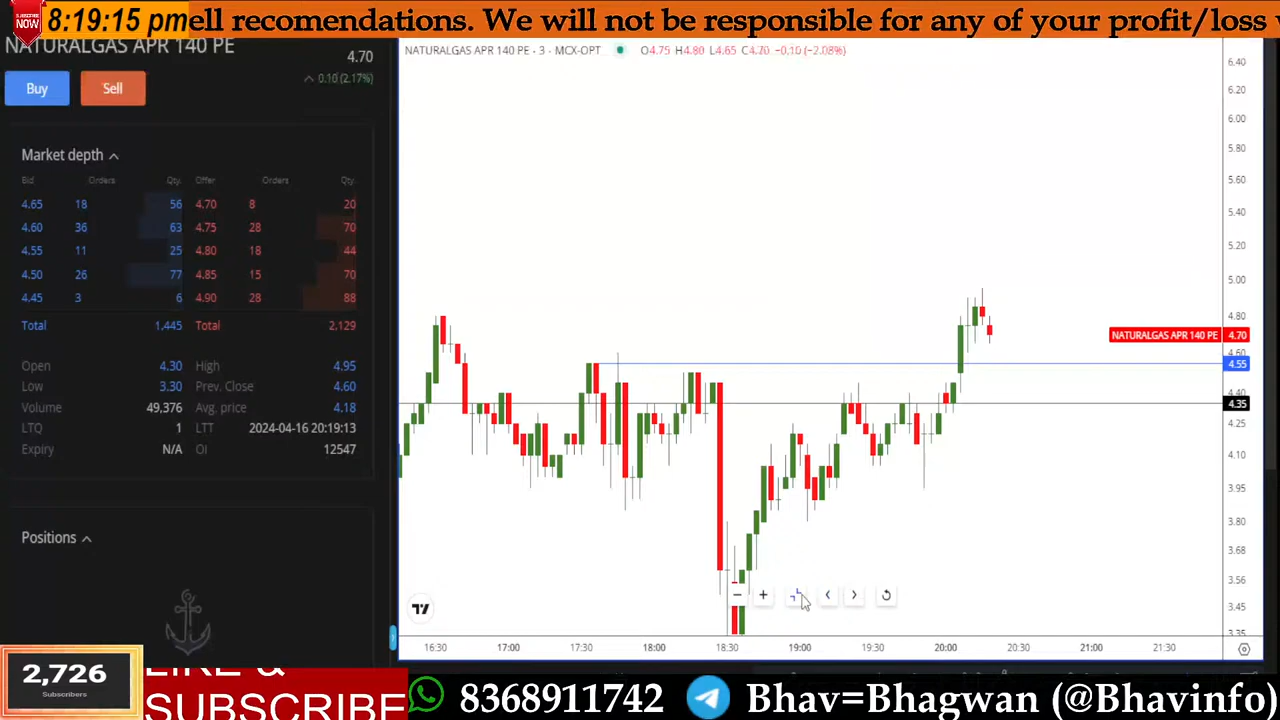 SUBSCRIBE
NOW
8:19:15 pm
ell recomendations. We will not be responsible for any of your profit/loss
NATURALGAS APR 140 PE
4.70
0.10 (2.17%)
Buy
Sell
Market depth
Bid Orders Qty. Offer Orders Qty.
4.65 18 56 4.70 8 20
4.60 36 63 4.75 28 70
4.55 11 25 4.80 18 44
4.50 26 77 4.85 15 70
4.45 3 6 4.90 28 88
Total 1,445 Total 2,129
Open 4.30 High 4.95
Low 3.30 Prev. Close 4.60
Volume 49,376 Avg. price 4.18
LTQ 1 LTT 2024-04-16 20:19:13
Expiry N/A OI 12547
Positions
NATURALGAS APR 140 PE - 3 - MCX-OPT O4.75 H4.80 L4.65 C4.70 −0.10 (−2.08%)
6.40
6.20
6.00
5.80
5.60
5.40
5.20
5.00
4.80
NATURALGAS APR 140 PE 4.70
4.60
4.55
4.40
4.35
4.25
4.10
3.95
3.80
3.68
3.56
3.45
3.35
16:30 17:00 17:30 18:00 18:30 19:00 19:30 20:00 20:30 21:00 21:30
2,726
Subscribers
LIKE &
SUBSCRIBE
8368911742
Bhav=Bhagwan (@Bhavinfo)